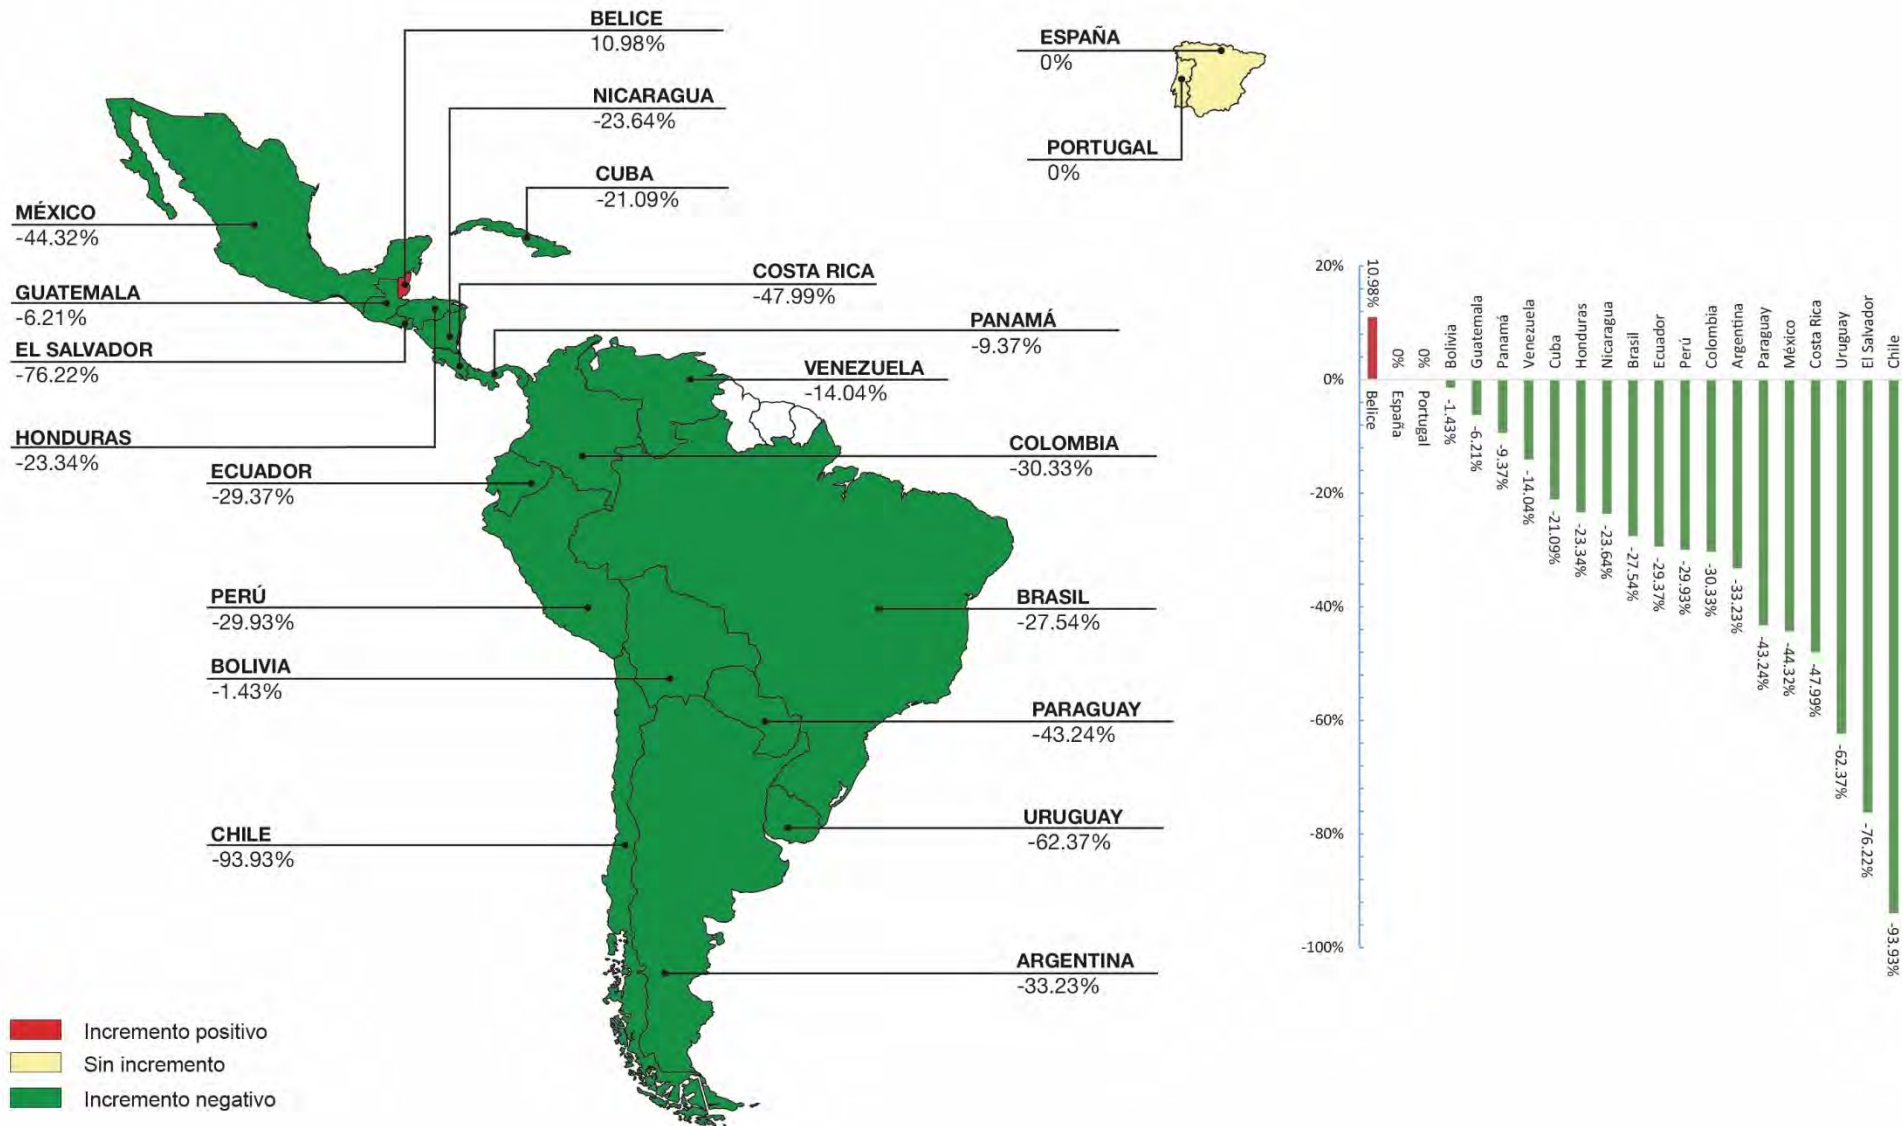 BELICE
10.98%
NICARAGUA
-23.64%
CUBA
-21.09%
ESPAÑA
0%
PORTUGAL
0%
MÉXICO
-44.32%
GUATEMALA
-6.21%
EL SALVADOR
-76.22%
HONDURAS
-23.34%
COSTA RICA
-47.99%
PANAMÁ
-9.37%
VENEZUELA
-14.04%
COLOMBIA
-30.33%
ECUADOR
-29.37%
PERÚ
-29.93%
BOLIVIA
-1.43%
BRASIL
-27.54%
PARAGUAY
-43.24%
URUGUAY
-62.37%
CHILE
-93.93%
ARGENTINA
-33.23%
Incremento positivo
Sin incremento
Incremento negativo
20%
0%
-20%
-40%
-60%
-80%
-100%
10.98%
Belice
0%
España
0%
Portugal
Bolivia
-1.43%
Guatemala
-6.21%
Panamá
-9.37%
Venezuela
-14.04%
Cuba
-21.09%
Honduras
-23.34%
Nicaragua
-23.64%
Brasil
-27.54%
Ecuador
-29.37%
Perú
-29.93%
Colombia
-30.33%
Argentina
-33.23%
Paraguay
-43.24%
México
-44.32%
Costa Rica
-47.99%
Uruguay
-62.37%
El Salvador
-76.22%
Chile
-93.93%